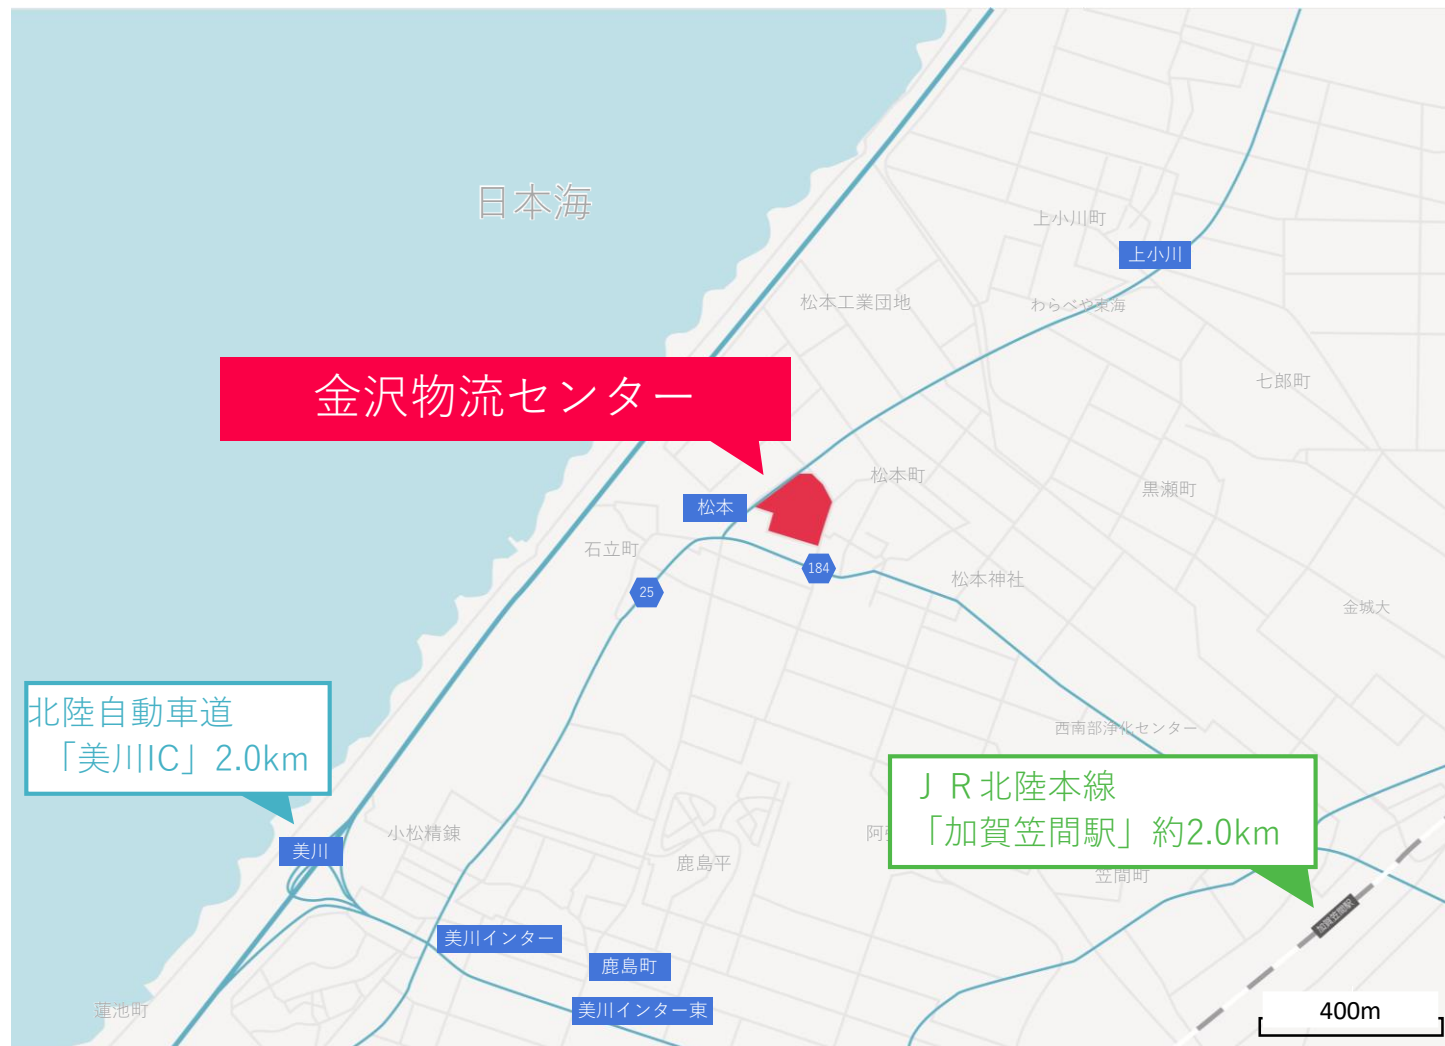 日本海
上小川町
上小川
松本工業団地
わらべや東海
七郎町
金沢物流センター
松本町
黒瀬町
松本
石立町
184
松本神社
25
金城大
北陸自動車道
「美川IC」2.0km
西南部浄化センター
ＪＲ北陸本線
「加賀笠間駅」約2.0km
小松精錬
阿
美川
鹿島平
笠間町
加賀笠間駅
美川インター
鹿島町
蓮池町
美川インター東
400m